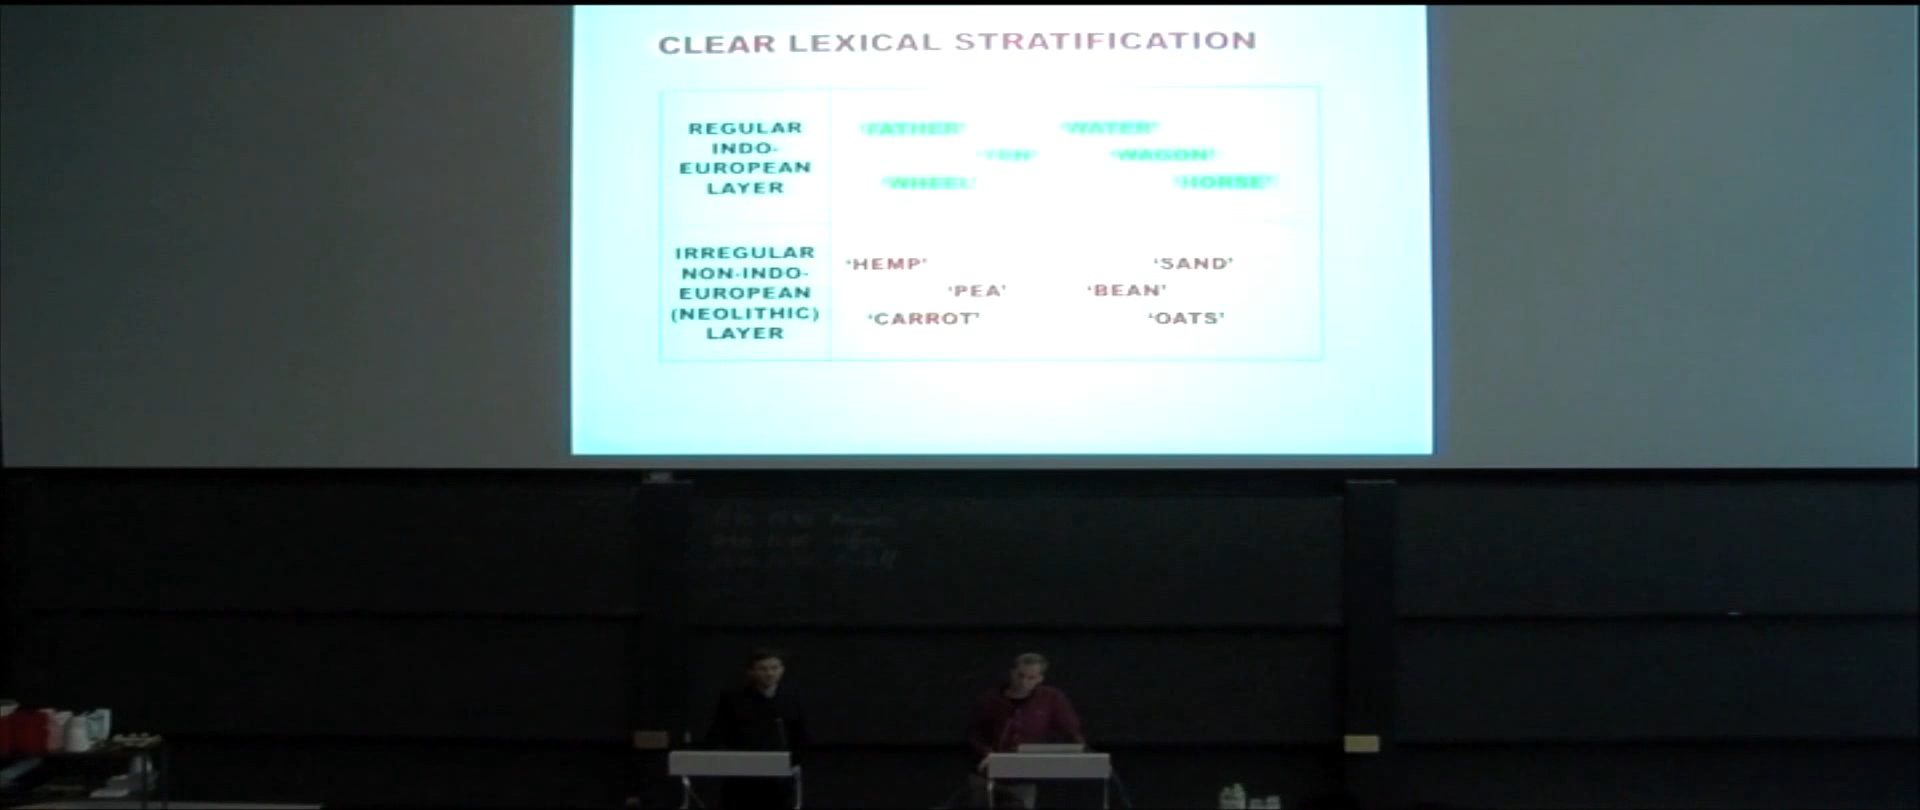 CLEAR LEXICAL STRATIFICATION
REGULAR
INDO-
EUROPEAN
LAYER
‘FATHER’ ‘WATER’
‘TEN’ ‘WAGON’
‘WHEEL’ ‘HORSE’
IRREGULAR
NON-INDO-
EUROPEAN
(NEOLITHIC)
LAYER
‘HEMP’ ‘SAND’
‘PEA’ ‘BEAN’
‘CARROT’ ‘OATS’